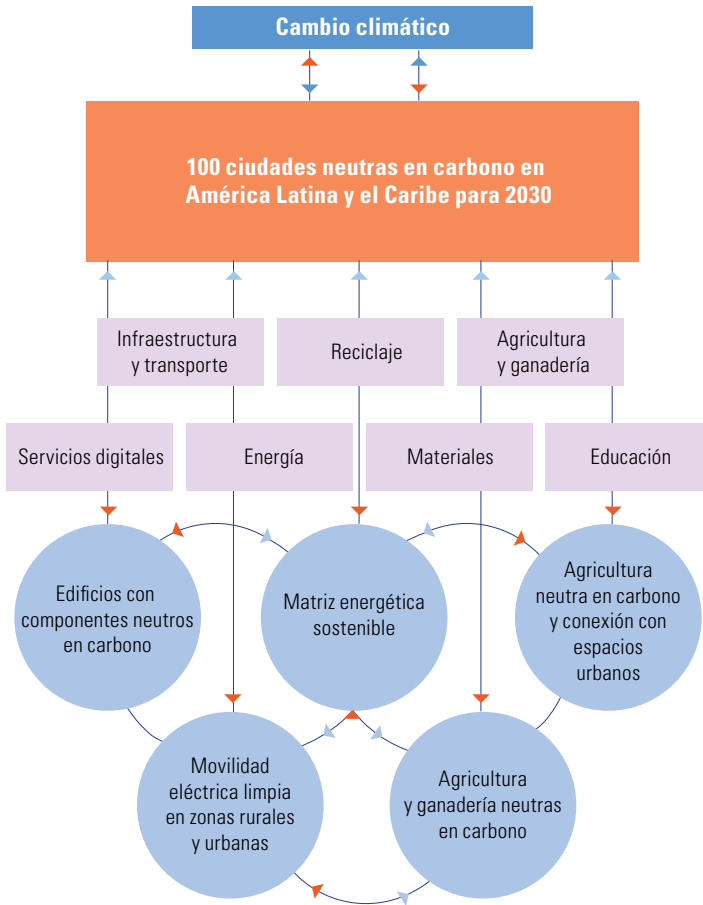 Cambio climático
100 ciudades neutras en carbono en
América Latina y el Caribe para 2030
Infraestructura
y transporte
Reciclaje
Agricultura
y ganadería
Servicios digitales
Energía
Materiales
Educación
Edificios con
componentes neutros
en carbono
Matriz energética
sostenible
Agricultura
neutra en carbono
y conexión con
espacios
urbanos
Movilidad
eléctrica limpia
en zonas rurales
y urbanas
Agricultura
y ganadería neutras
en carbono